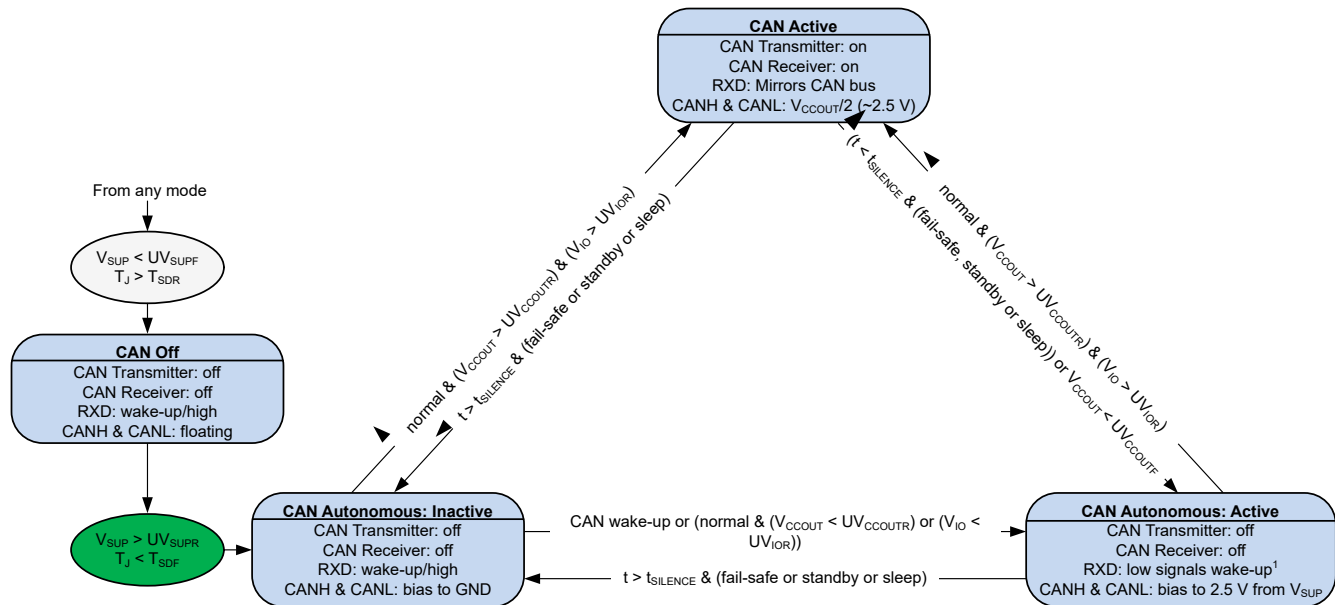 CAN Active
CAN Transmitter: on
CAN Receiver: on
RXD: Mirrors CAN bus
CANH & CANL: VCCOUT/2 (~2.5 V)
From any mode
VSUP < UVSUPF
TJ > TSDR
CAN Off
CAN Transmitter: off
CAN Receiver: off
RXD: wake-up/high
CANH & CANL: floating
VSUP > UVSUPR
TJ < TSDF
normal & (VCCOUT > UVCCOUTR) & (VIO > UVIOR)
t > tSILENCE & (fail-safe or standby or sleep)
(t < tSILENCE & (fail-safe, standby or sleep)) or VCCOUT < UVCCOUTF
normal & (VCCOUT > UVCCOUTR) & (VIO > UVIOR)
CAN Autonomous: Inactive
CAN Transmitter: off
CAN Receiver: off
RXD: wake-up/high
CANH & CANL: bias to GND
CAN wake-up or (normal & (VCCOUT < UVCCOUTR) or (VIO <
UVIOR))
t > tSILENCE & (fail-safe or standby or sleep)
CAN Autonomous: Active
CAN Transmitter: off
CAN Receiver: off
RXD: low signals wake-up¹
CANH & CANL: bias to 2.5 V from VSUP